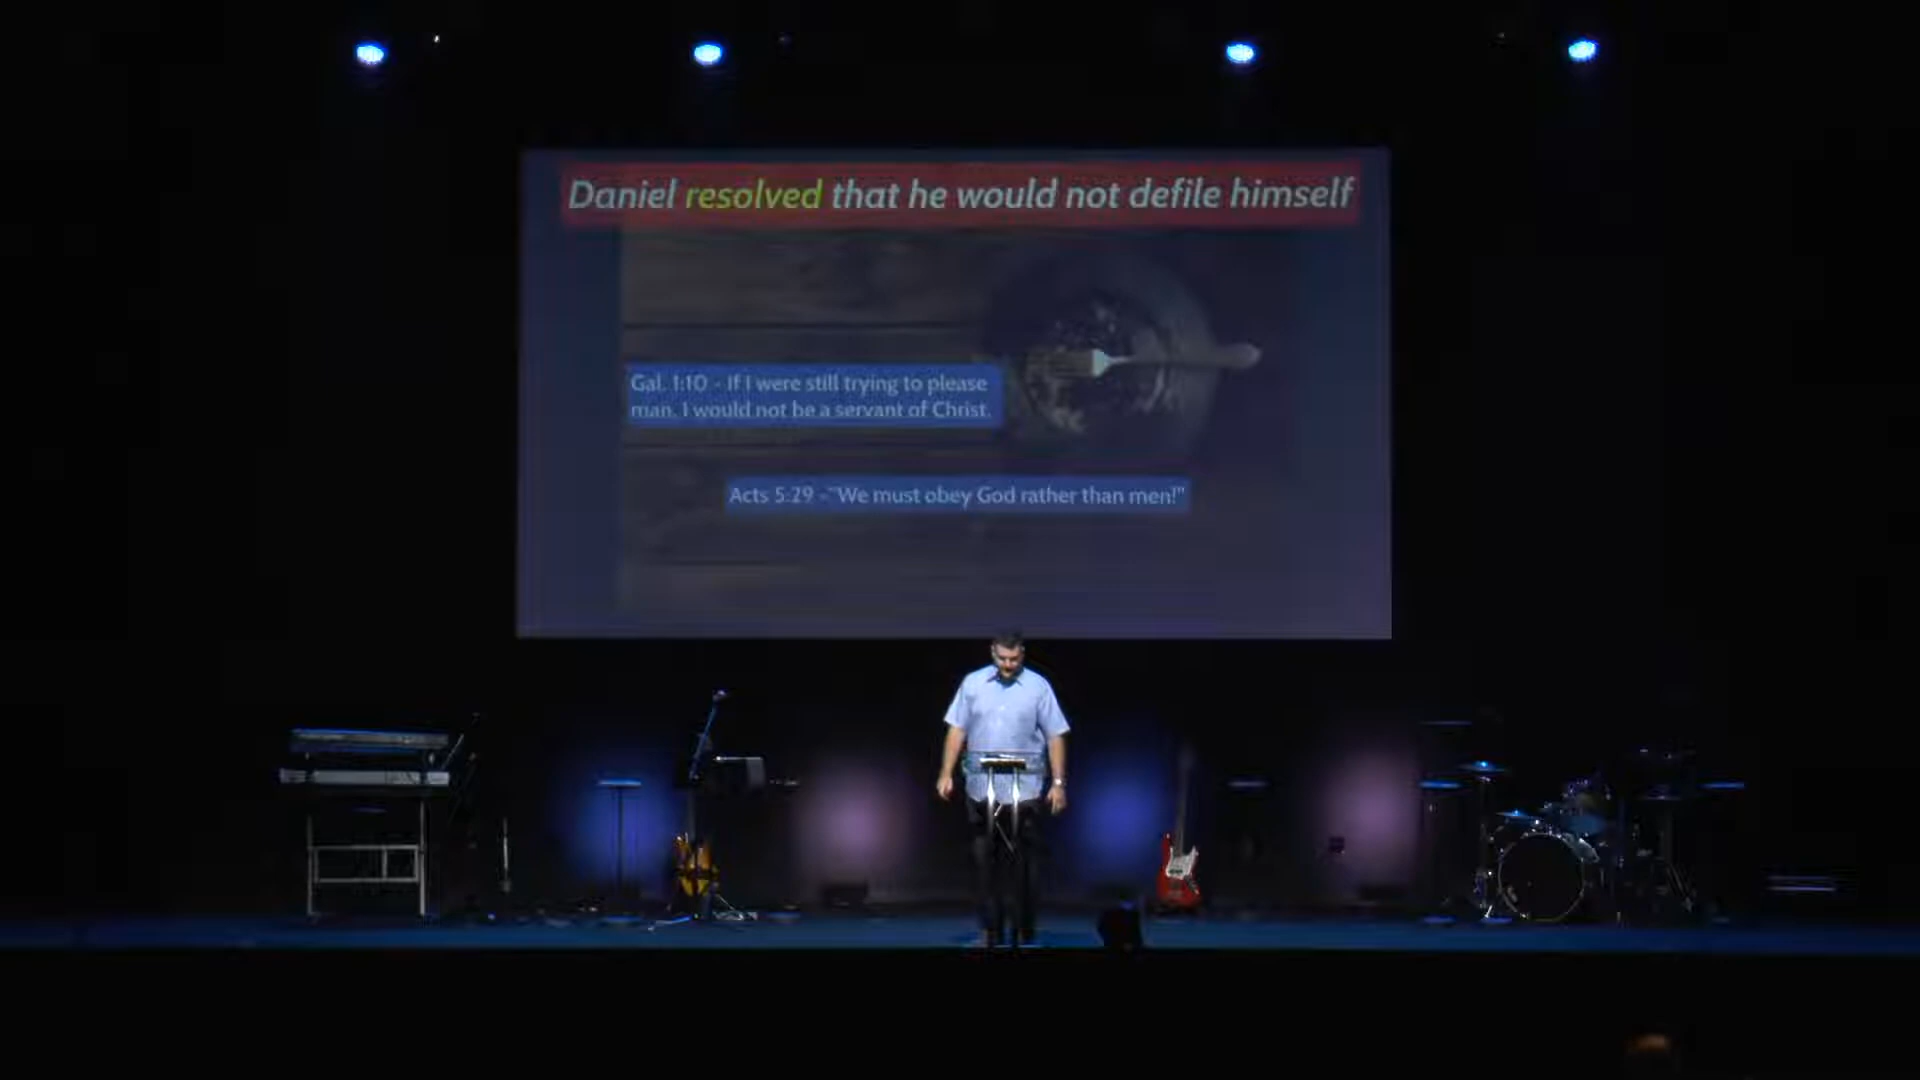 Daniel resolved that he would not defile himself
Gal. 1:10 - If I were still trying to please
man, I would not be a servant of Christ.
Acts 5:29 -"We must obey God rather than men!"